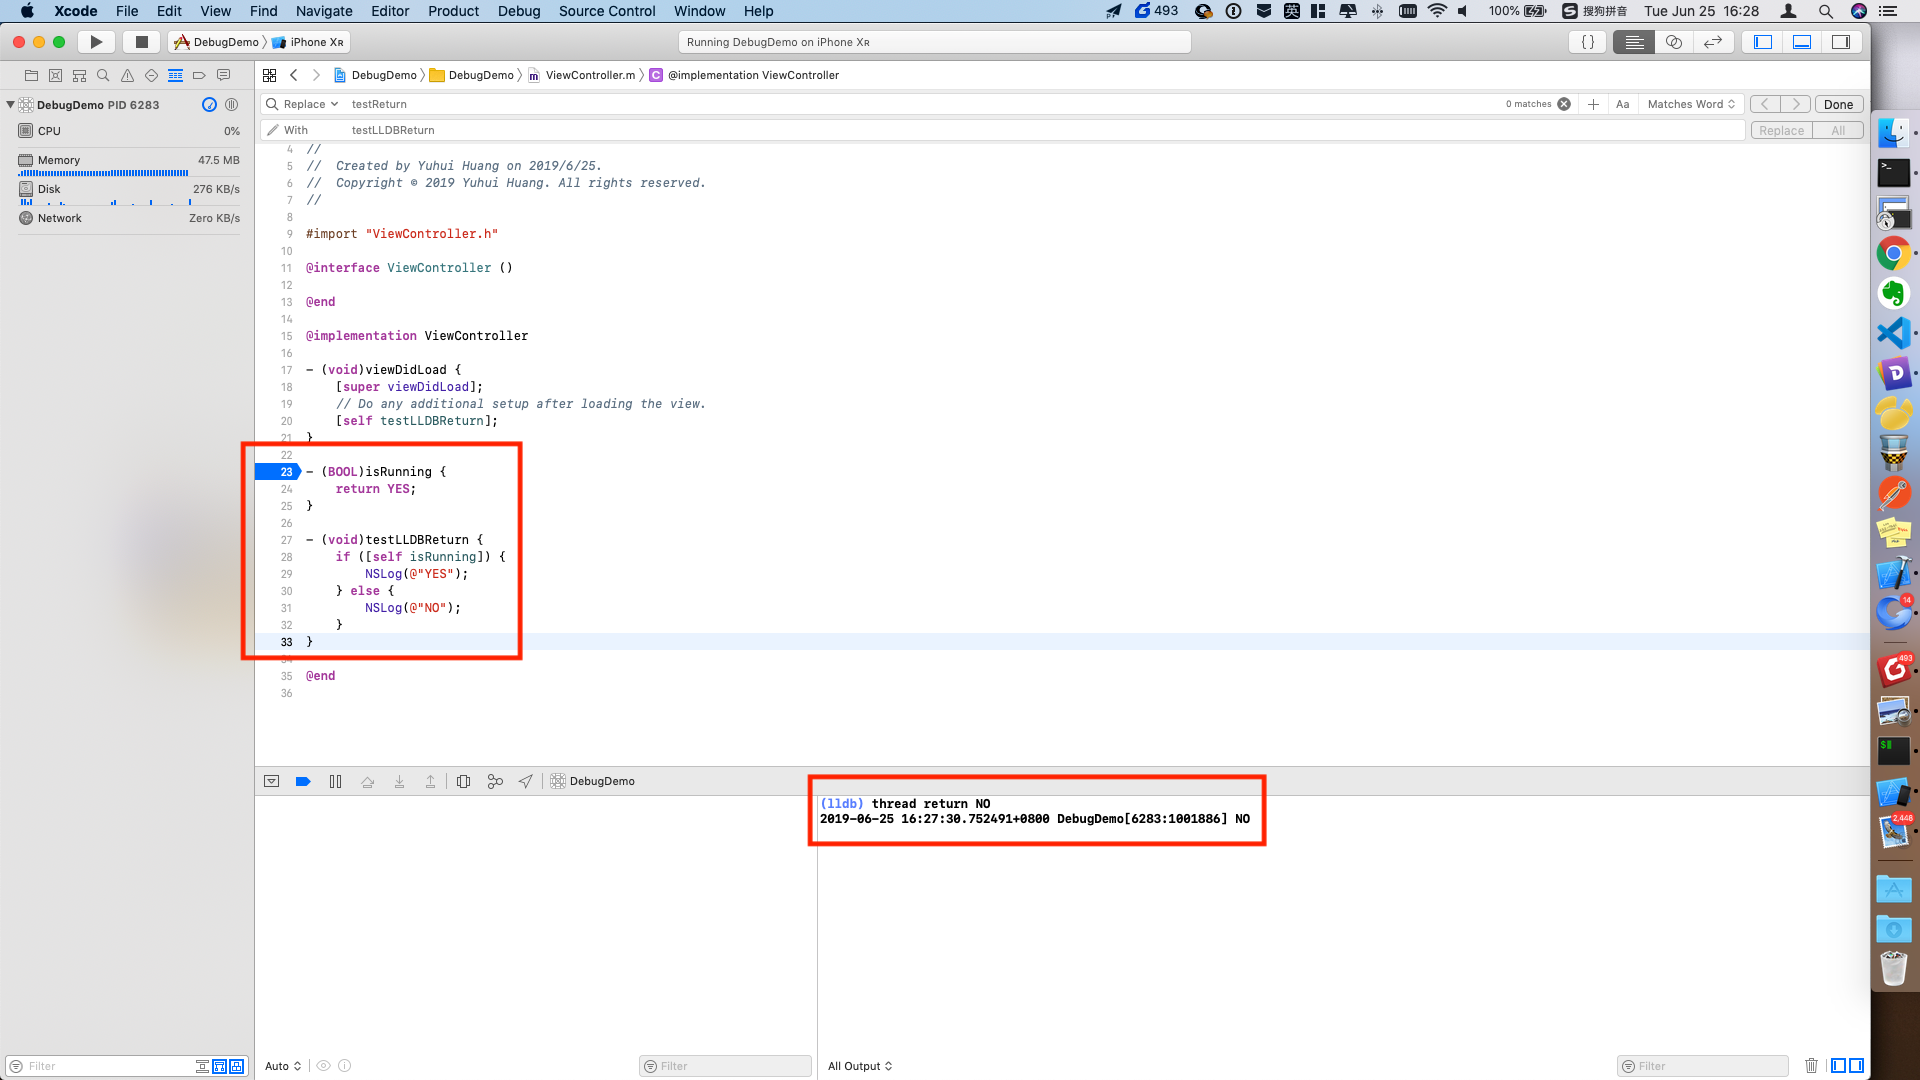 Xcode File Edit View Find Navigate Editor Product Debug Source Control Window Help 493 英 100% 搜狗拼音 Tue Jun 25 16:28
DebugDemo iPhone XR Running DebugDemo on iPhone XR { }
DebugDemo DebugDemo m ViewController.m C @implementation ViewController
DebugDemo PID 6283
CPU 0%
Memory 47.5 MB
Disk 276 KB/s
Network Zero KB/s
Replace testReturn 0 matches Aa Matches Word Done
With testLLDBReturn Replace All
4 //
5 // Created by Yuhui Huang on 2019/6/25.
6 // Copyright © 2019 Yuhui Huang. All rights reserved.
7 //
8
9 #import "ViewController.h"
10
11 @interface ViewController ()
12
13 @end
14
15 @implementation ViewController
16
17 - (void)viewDidLoad {
18 [super viewDidLoad];
19 // Do any additional setup after loading the view.
20 [self testLLDBReturn];
21 }
22
23 - (BOOL)isRunning {
24 return YES;
25 }
26
27 - (void)testLLDBReturn {
28 if ([self isRunning]) {
29 NSLog(@"YES");
30 } else {
31 NSLog(@"NO");
32 }
33 }
34
35 @end
36
DebugDemo
(lldb) thread return NO
2019-06-25 16:27:30.752491+0800 DebugDemo[6283:1001886] NO
Filter Auto Filter All Output Filter
14
493
2,446